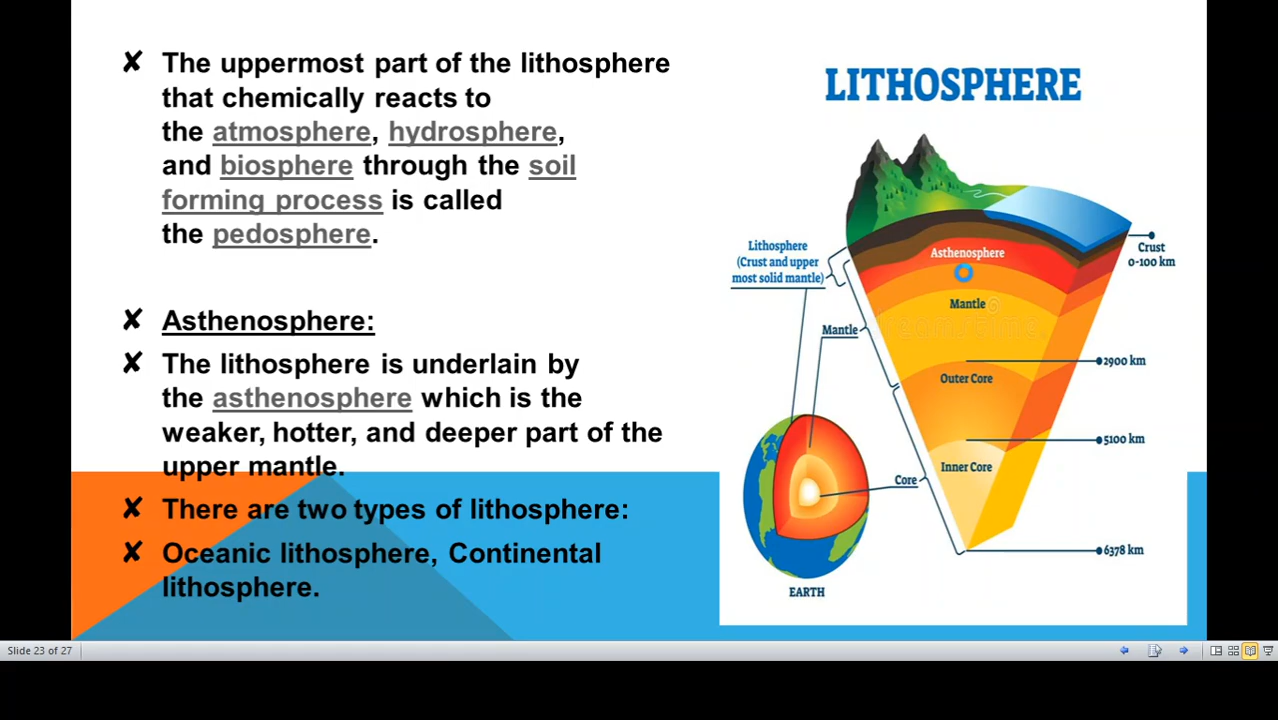 ✘ The uppermost part of the lithosphere
that chemically reacts to
the atmosphere, hydrosphere,
and biosphere through the soil
forming process is called
the pedosphere.
✘ Asthenosphere:
✘ The lithosphere is underlain by
the asthenosphere which is the
weaker, hotter, and deeper part of the
upper mantle.
✘ There are two types of lithosphere:
✘ Oceanic lithosphere, Continental
lithosphere.
LITHOSPHERE
Lithosphere
(Crust and upper
most solid mantle)
Asthenosphere
Crust
0-100 km
Mantle
Mantle
2900 km
Outer Core
5100 km
Inner Core
Core
6378 km
EARTH
Slide 23 of 27